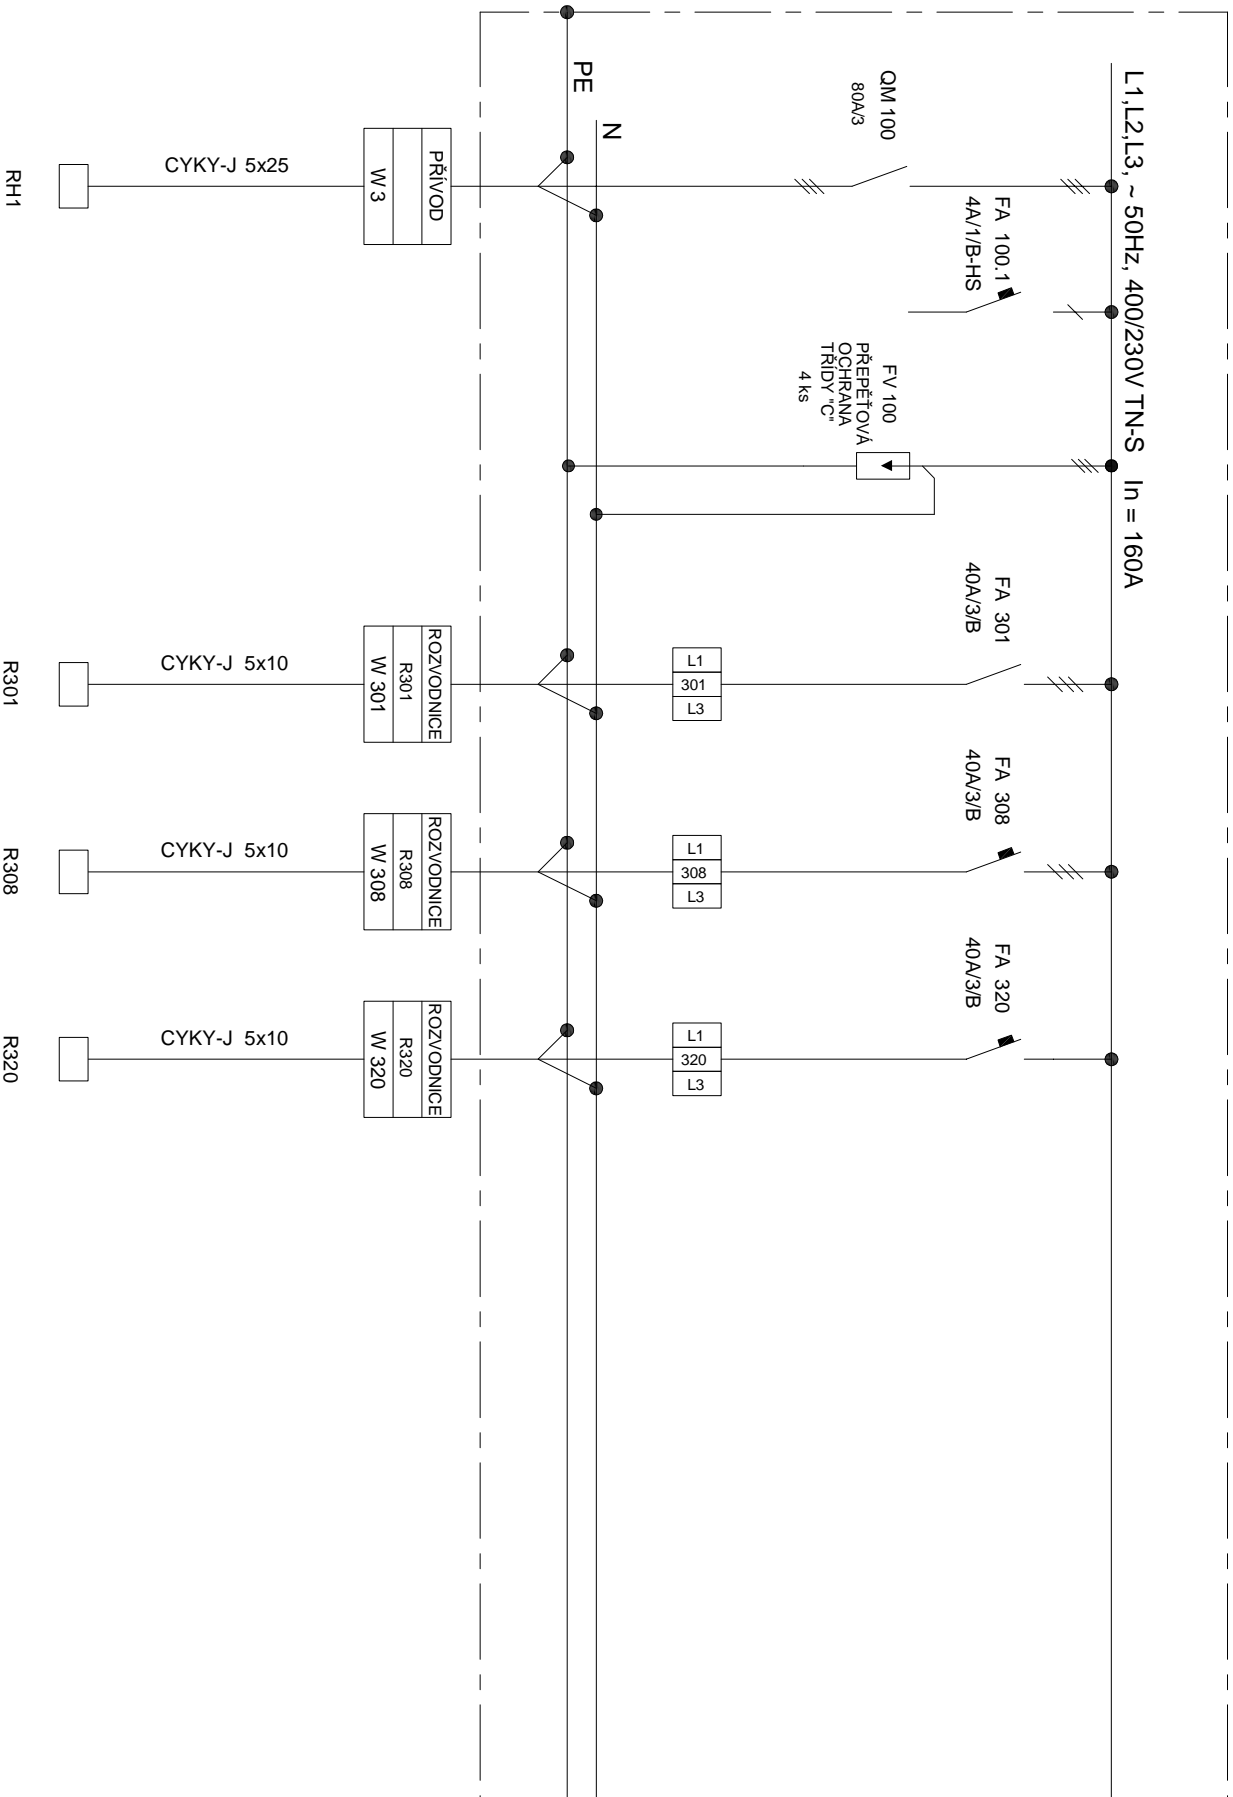 L1,L2,L3, ~ 50Hz, 400/230V TN-S In = 160A
PE
N
QM 100
80A/3
FA 100.1
4A/1/B-HS
FV 100
PŘEPĚŤOVÁ
OCHRANA
TŘÍDY "C"
4 ks
FA 301
40A/3/B
FA 308
40A/3/B
FA 320
40A/3/B
L1
301
L3
L1
308
L3
L1
320
L3
PŘÍVOD
W 3
ROZVODNICE
R301
W 301
ROZVODNICE
R308
W 308
ROZVODNICE
R320
W 320
CYKY-J 5x25
CYKY-J 5x10
CYKY-J 5x10
CYKY-J 5x10
RH1
R301
R308
R320